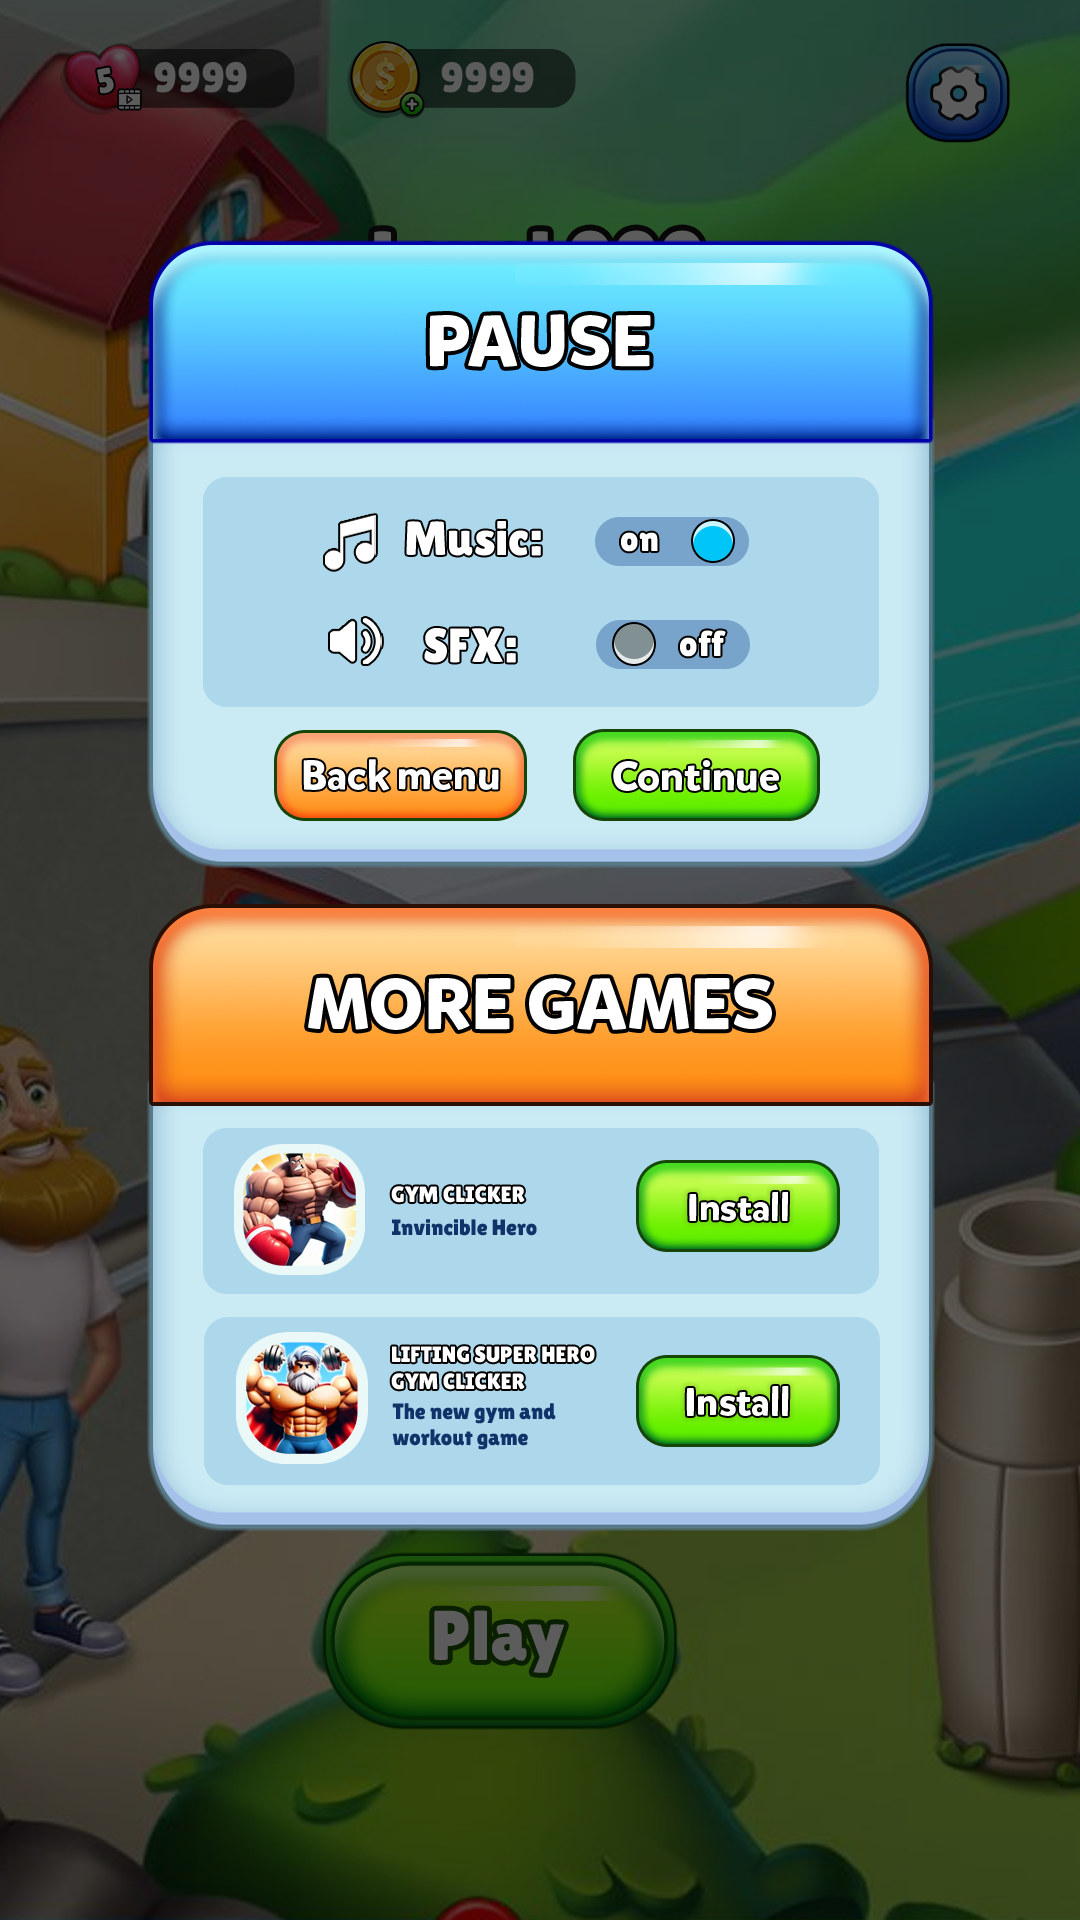 5 9999 $ 9999
PAUSE
Music: on
SFX: off
Back menu Continue
MORE GAMES
GYM CLICKER
Invincible Hero
Install
LIFTING SUPER HERO
GYM CLICKER
The new gym and
workout game
Install
Play